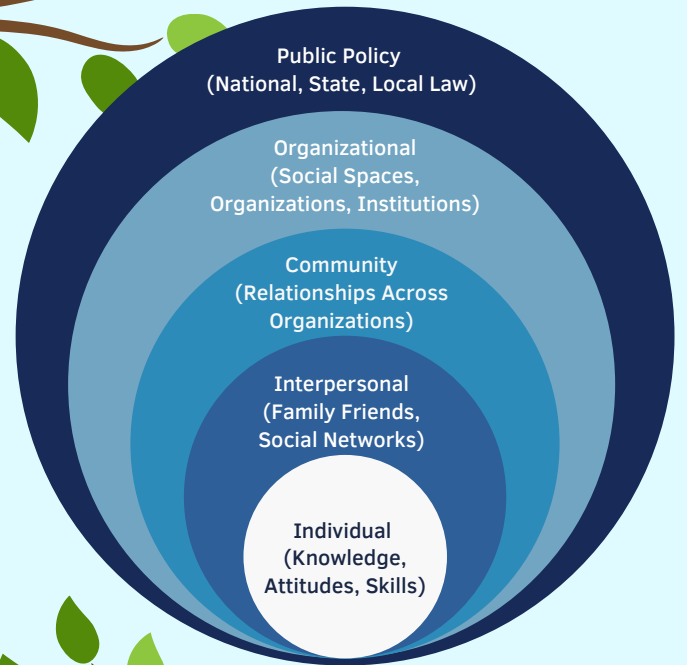 Public Policy
(National, State, Local Law)
Organizational
(Social Spaces,
Organizations, Institutions)
Community
(Relationships Across
Organizations)
Interpersonal
(Family Friends,
Social Networks)
Individual
(Knowledge,
Attitudes, Skills)